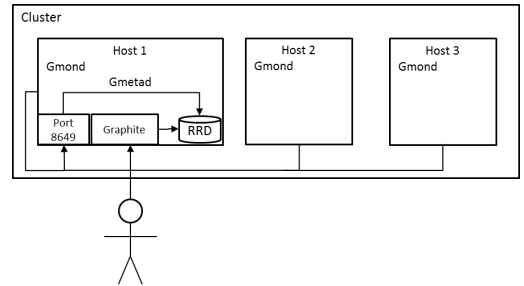 Cluster
Host 1
Gmond
Gmetad
Port
8649
Graphite
RRD
Host 2
Gmond
Host 3
Gmond